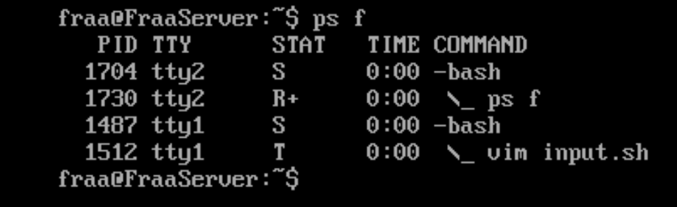 fraa@FraaServer:~$ ps f
PID TTY STAT TIME COMMAND
1704 tty2 S 0:00 -bash
1730 tty2 R+ 0:00 \_ ps f
1487 tty1 S 0:00 -bash
1512 tty1 T 0:00 \_ vim input.sh
fraa@FraaServer:~$